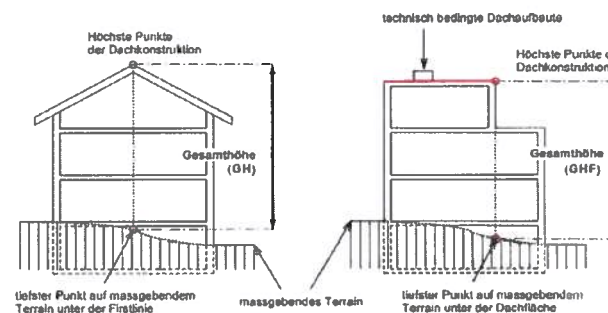 technisch bedingte Dachaufbaute
Höchste Punkte
der Dachkonstruktion
Höchste Punkte
Dachkonstruktion
Gesamthöhe
(GH)
Gesamthöhe
(GHF)
tiefster Punkt auf massgebendem
Terrain unter der Firstlinie
massgebendes Terrain
tiefster Punkt auf massgebendem
Terrain unter der Dachfläche